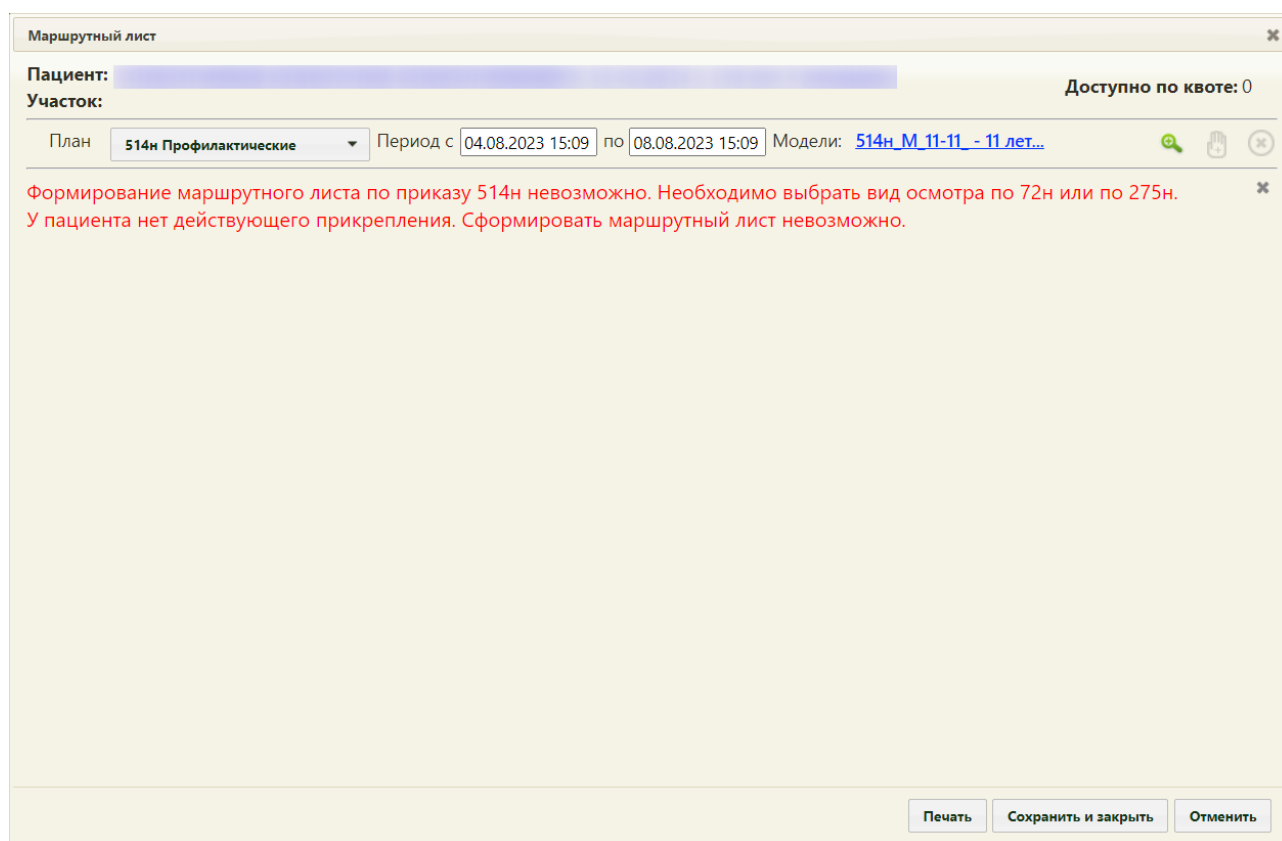 Маршрутный лист
Пациент:
Доступно по квоте: 0
Участок:
План 514н Профилактические Период с 04.08.2023 15:09 по 08.08.2023 15:09 Модели: 514н_М_11-11_ - 11 лет...
Формирование маршрутного листа по приказу 514н невозможно. Необходимо выбрать вид осмотра по 72н или по 275н.
У пациента нет действующего прикрепления. Сформировать маршрутный лист невозможно.
Печать Сохранить и закрыть Отменить